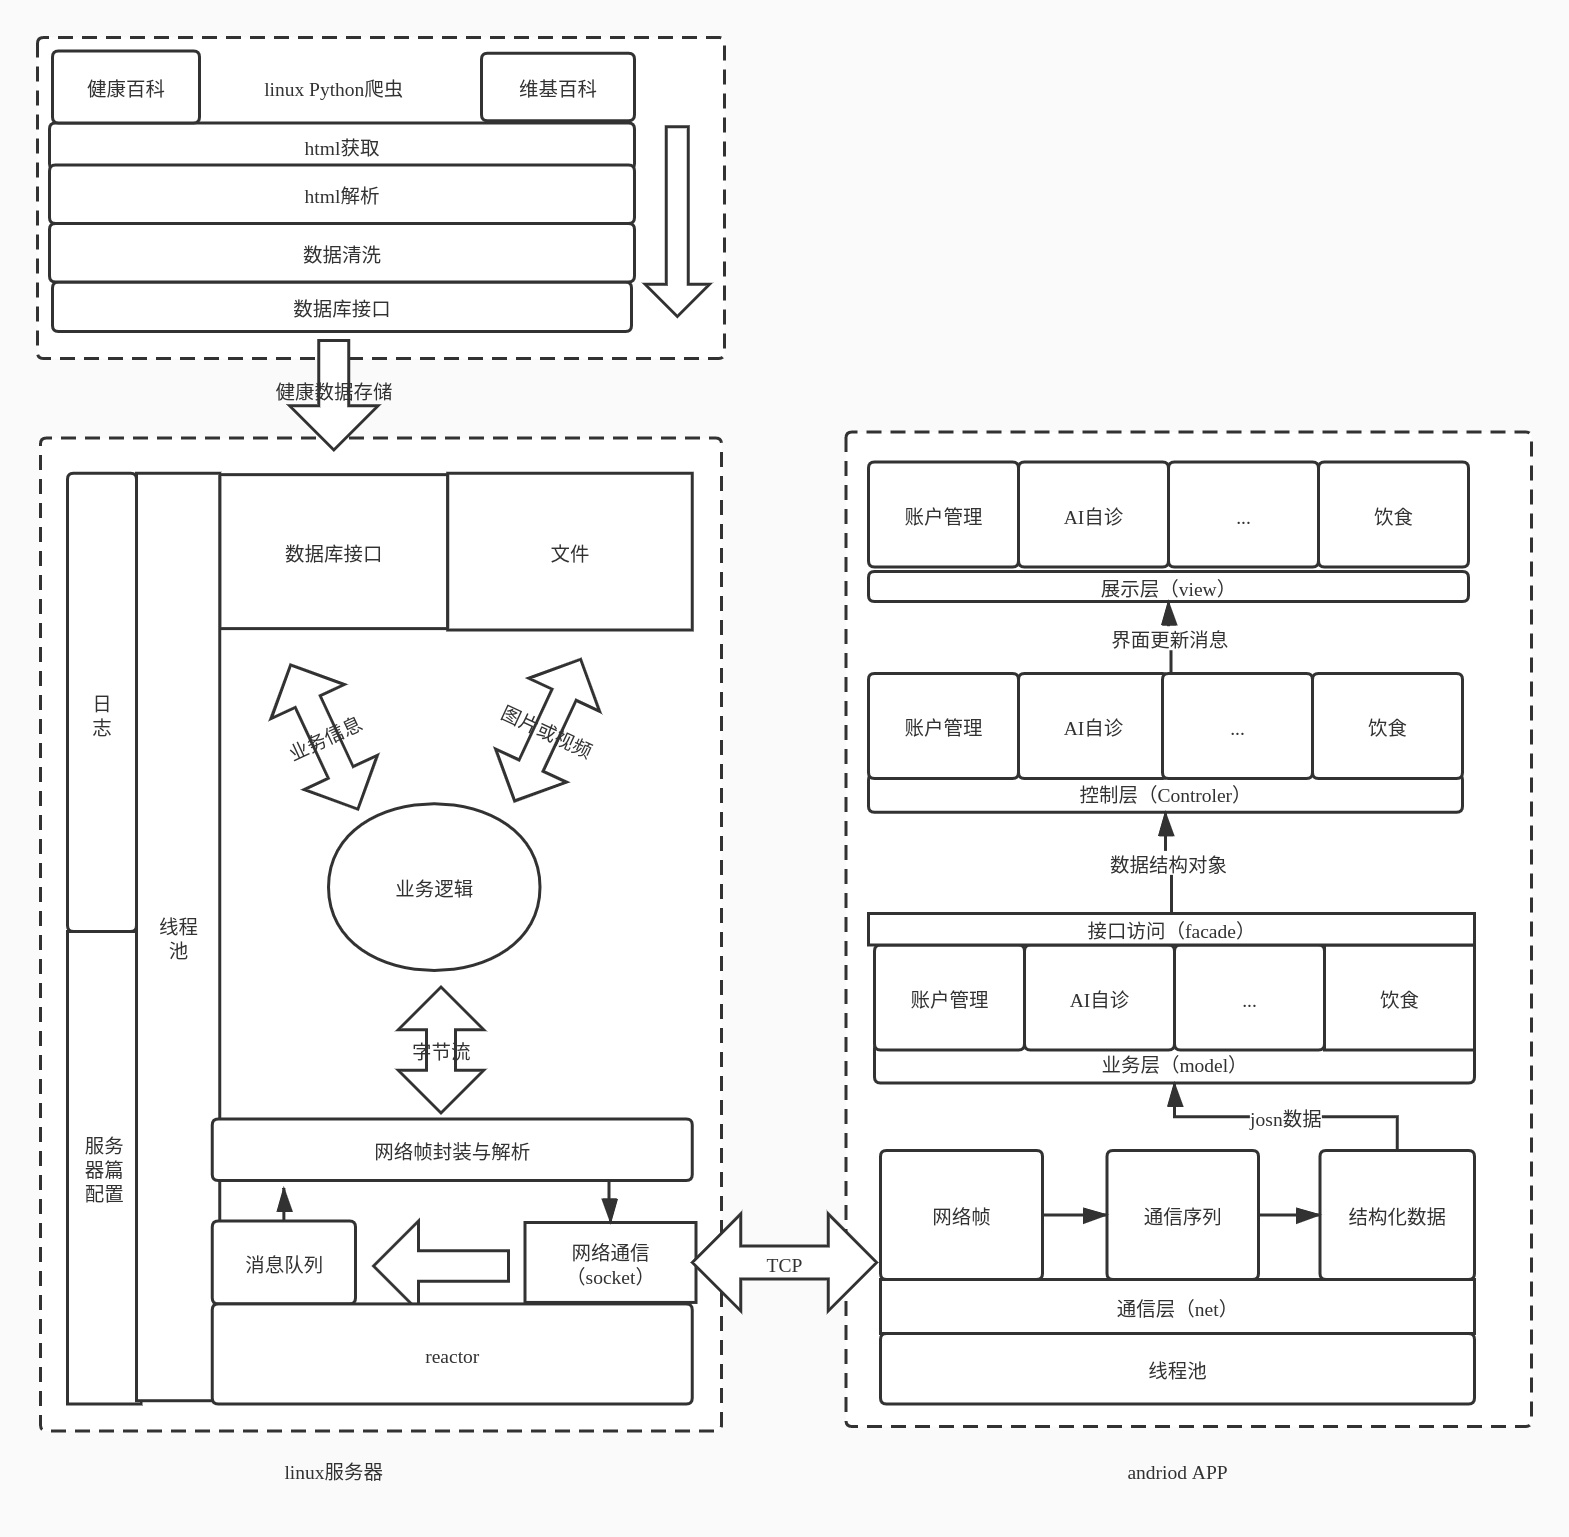 健康百科
linux Python爬虫
维基百科
html获取
html解析
数据清洗
数据库接口
健康数据存储
日
志
线程
池
服务
器篇
配置
数据库接口
文件
业务信息
图片或视频
业务逻辑
字节流
网络帧封装与解析
消息队列
网络通信
（socket）
reactor
linux服务器
TCP
账户管理
AI自诊
...
饮食
展示层（view）
界面更新消息
账户管理
AI自诊
...
饮食
控制层（Controler）
数据结构对象
接口访问（facade）
账户管理
AI自诊
...
饮食
业务层（model）
josn数据
网络帧
通信序列
结构化数据
通信层（net）
线程池
andriod APP